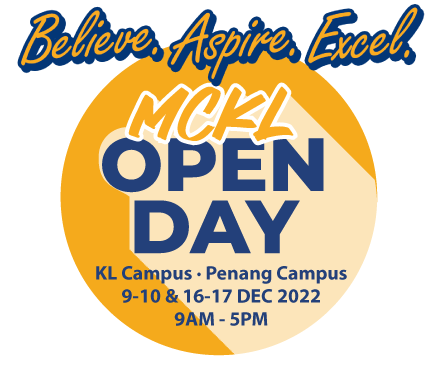 Believe. Aspire. Excel.
MCKL
OPEN
DAY
KL Campus · Penang Campus
9-10 & 16-17 DEC 2022
9AM - 5PM